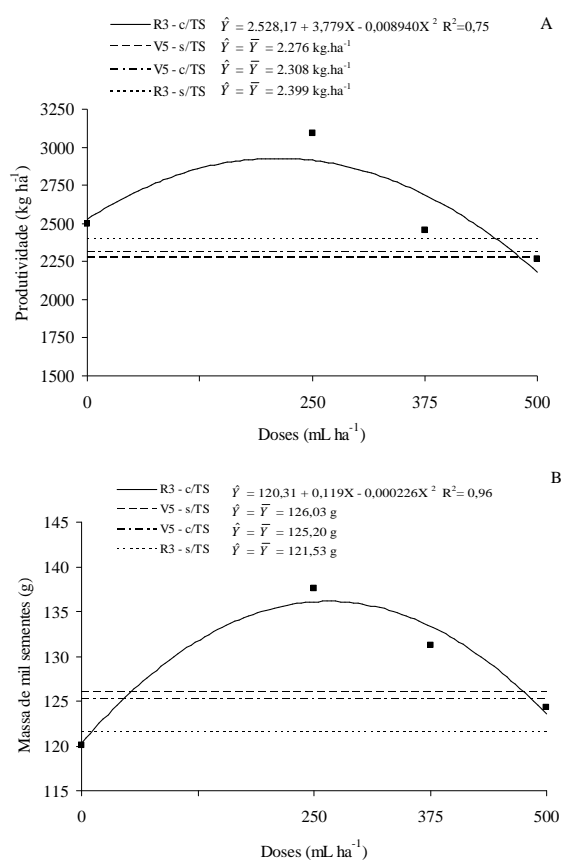 A
R3 - c/TS Ŷ = 2.528,17 + 3,779X - 0,008940X² R²=0,75
V5 - s/TS Ŷ = Y̅ = 2.276 kg.ha⁻¹
V5 - c/TS Ŷ = Y̅ = 2.308 kg.ha⁻¹
R3 - s/TS Ŷ = Y̅ = 2.399 kg.ha⁻¹
Produtividade (kg ha⁻¹)
3250
3000
2750
2500
2250
2000
1750
1500
0 250 375 500
Doses (mL ha⁻¹)
B
R3 - c/TS Ŷ = 120,31 + 0,119X - 0,000226X² R²= 0,96
V5 - s/TS Ŷ = Y̅ = 126,03 g
V5 - c/TS Ŷ = Y̅ = 125,20 g
R3 - s/TS Ŷ = Y̅ = 121,53 g
Massa de mil sementes (g)
145
140
135
130
125
120
115
0 250 375 500
Doses (mL ha⁻¹)